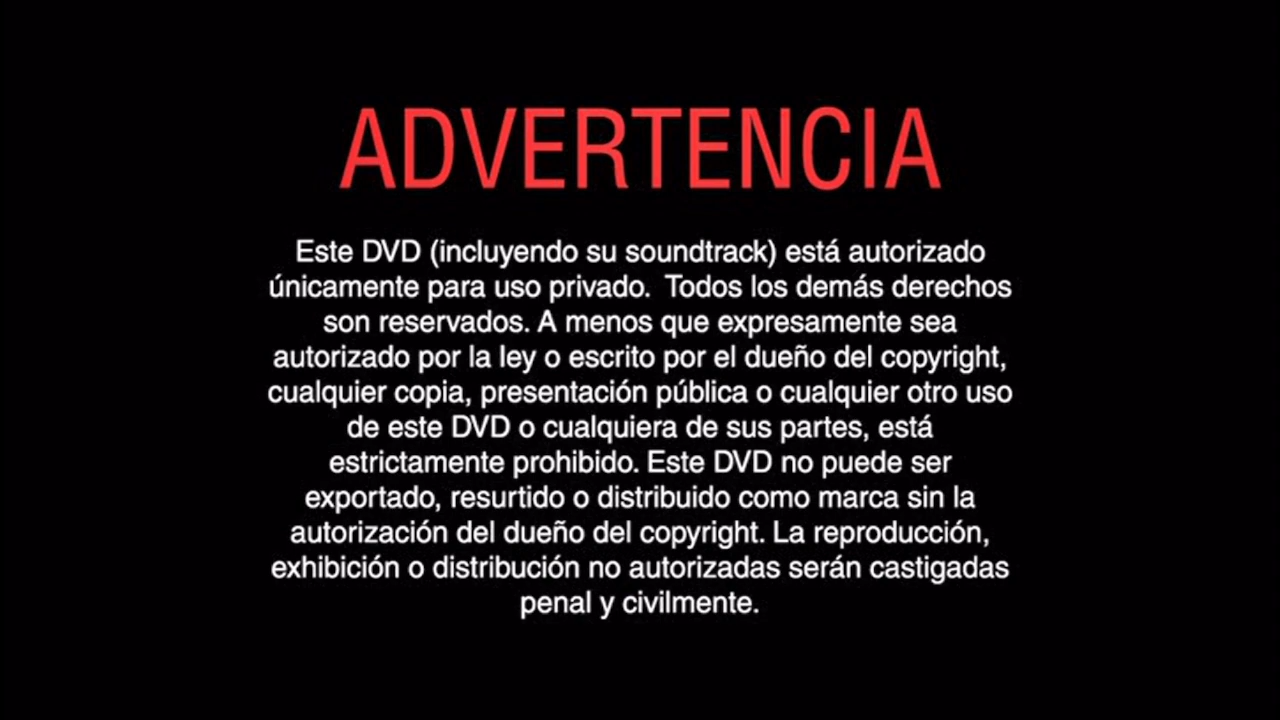 ADVERTENCIA
Este DVD (incluyendo su soundtrack) está autorizado
únicamente para uso privado.  Todos los demás derechos
son reservados. A menos que expresamente sea
autorizado por la ley o escrito por el dueño del copyright,
cualquier copia, presentación pública o cualquier otro uso
de este DVD o cualquiera de sus partes, está
estrictamente prohibido. Este DVD no puede ser
exportado, resurtido o distribuido como marca sin la
autorización del dueño del copyright. La reproducción,
exhibición o distribución no autorizadas serán castigadas
penal y civilmente.